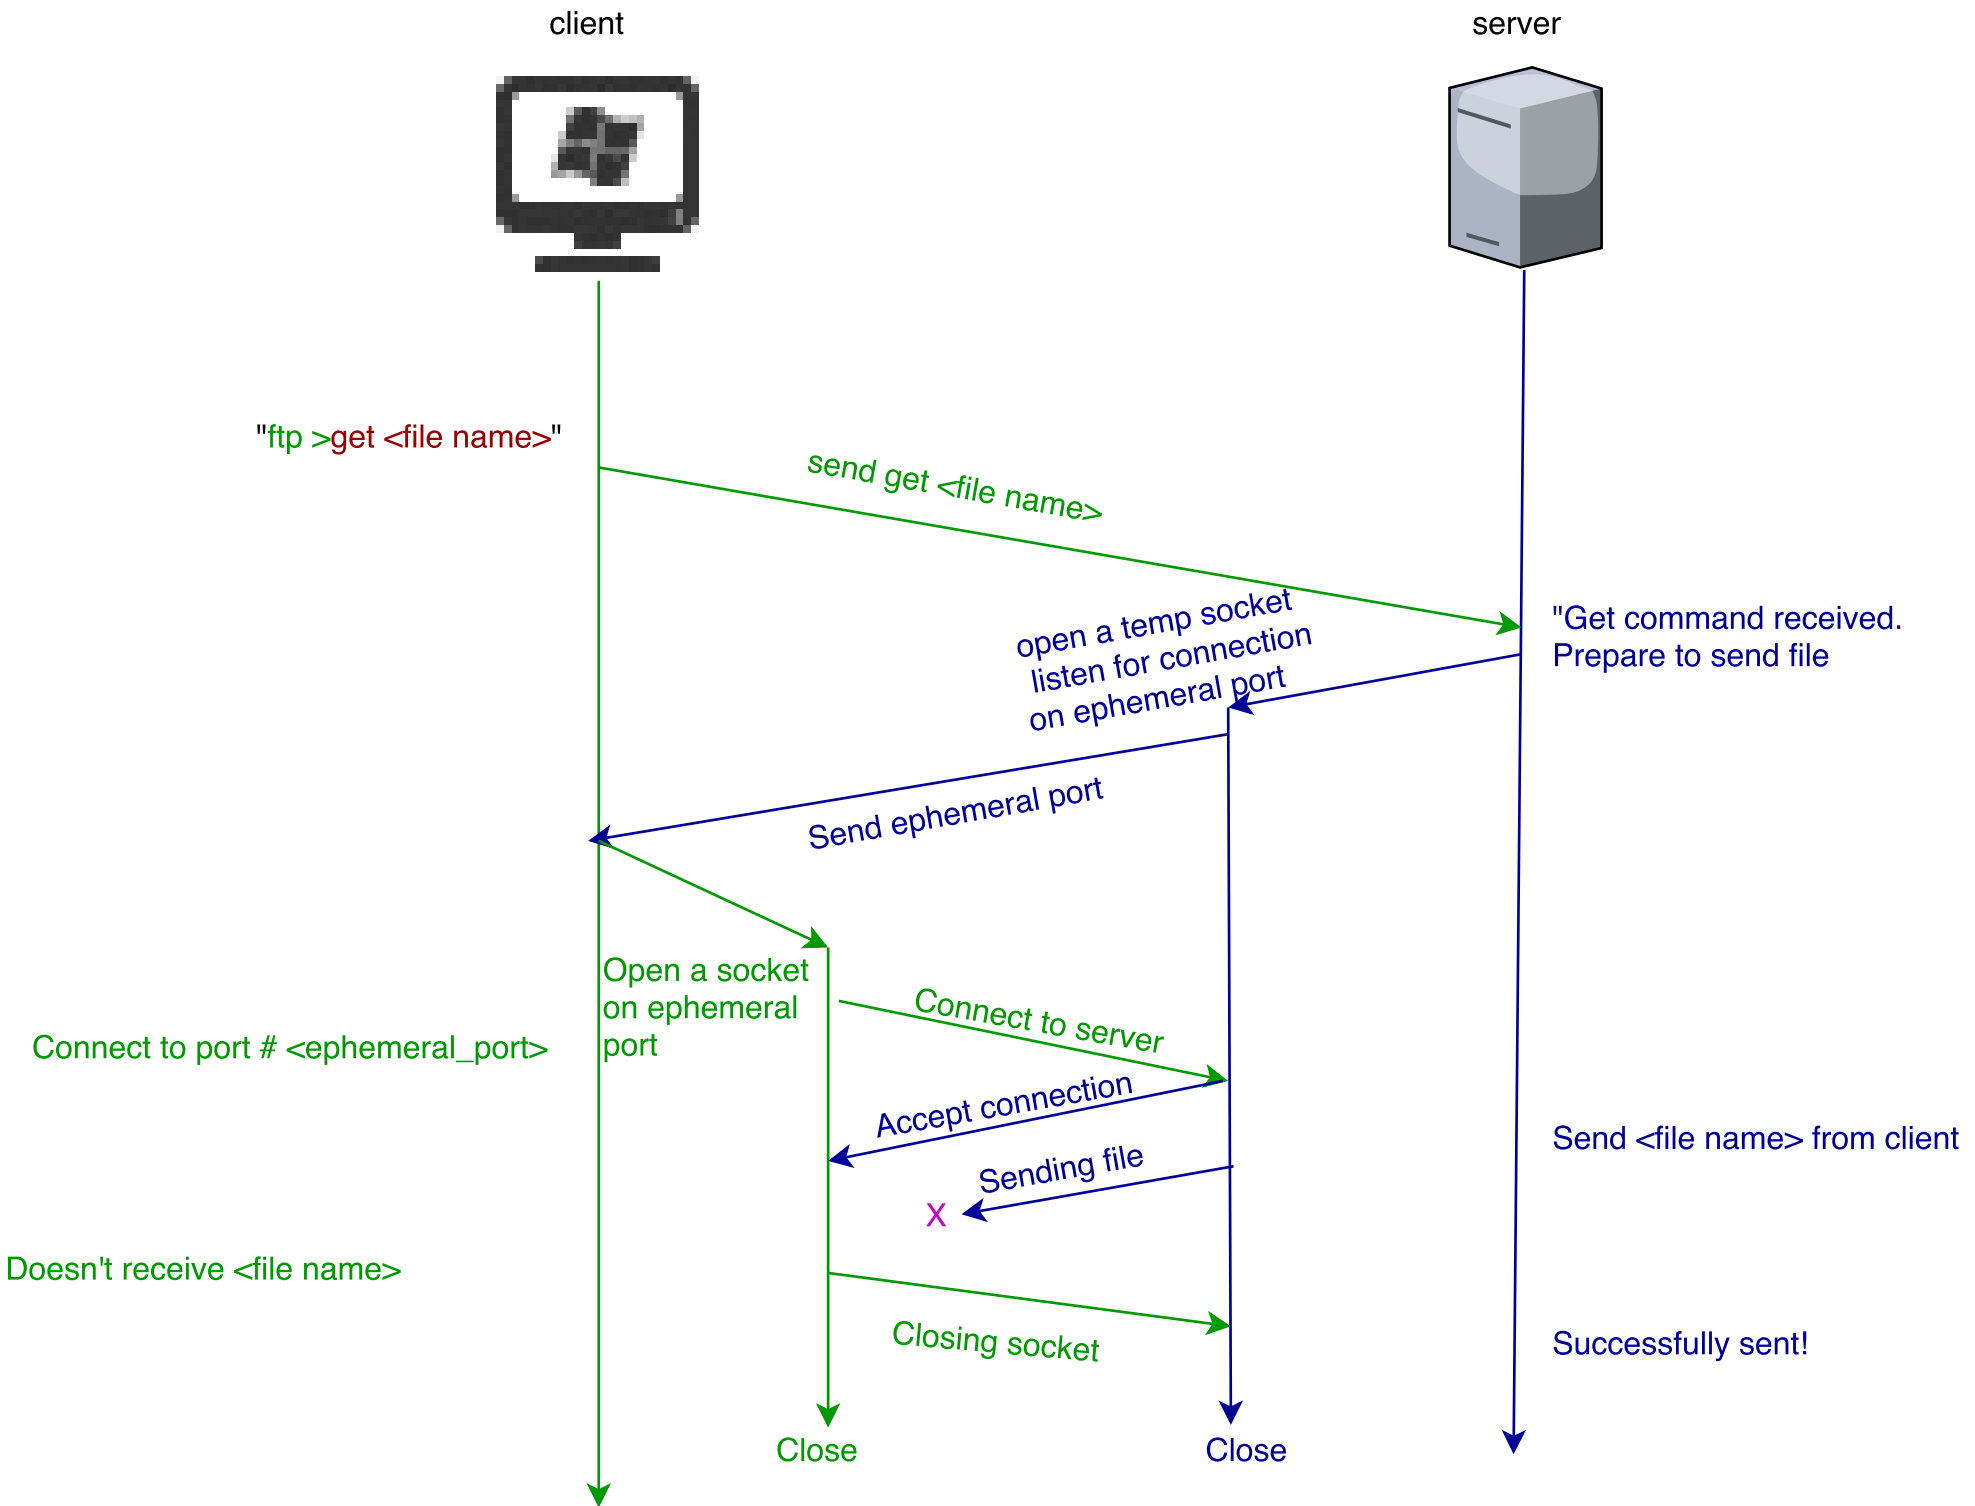 client
server
"ftp >get <file name>"
send get <file name>
open a temp socket
listen for connection
on ephemeral port
"Get command received.
Prepare to send file
Send ephemeral port
Open a socket
on ephemeral
port
Connect to port # <ephemeral_port>
Connect to server
Accept connection
Send <file name> from client
Sending file
X
Doesn't receive <file name>
Closing socket
Successfully sent!
Close
Close